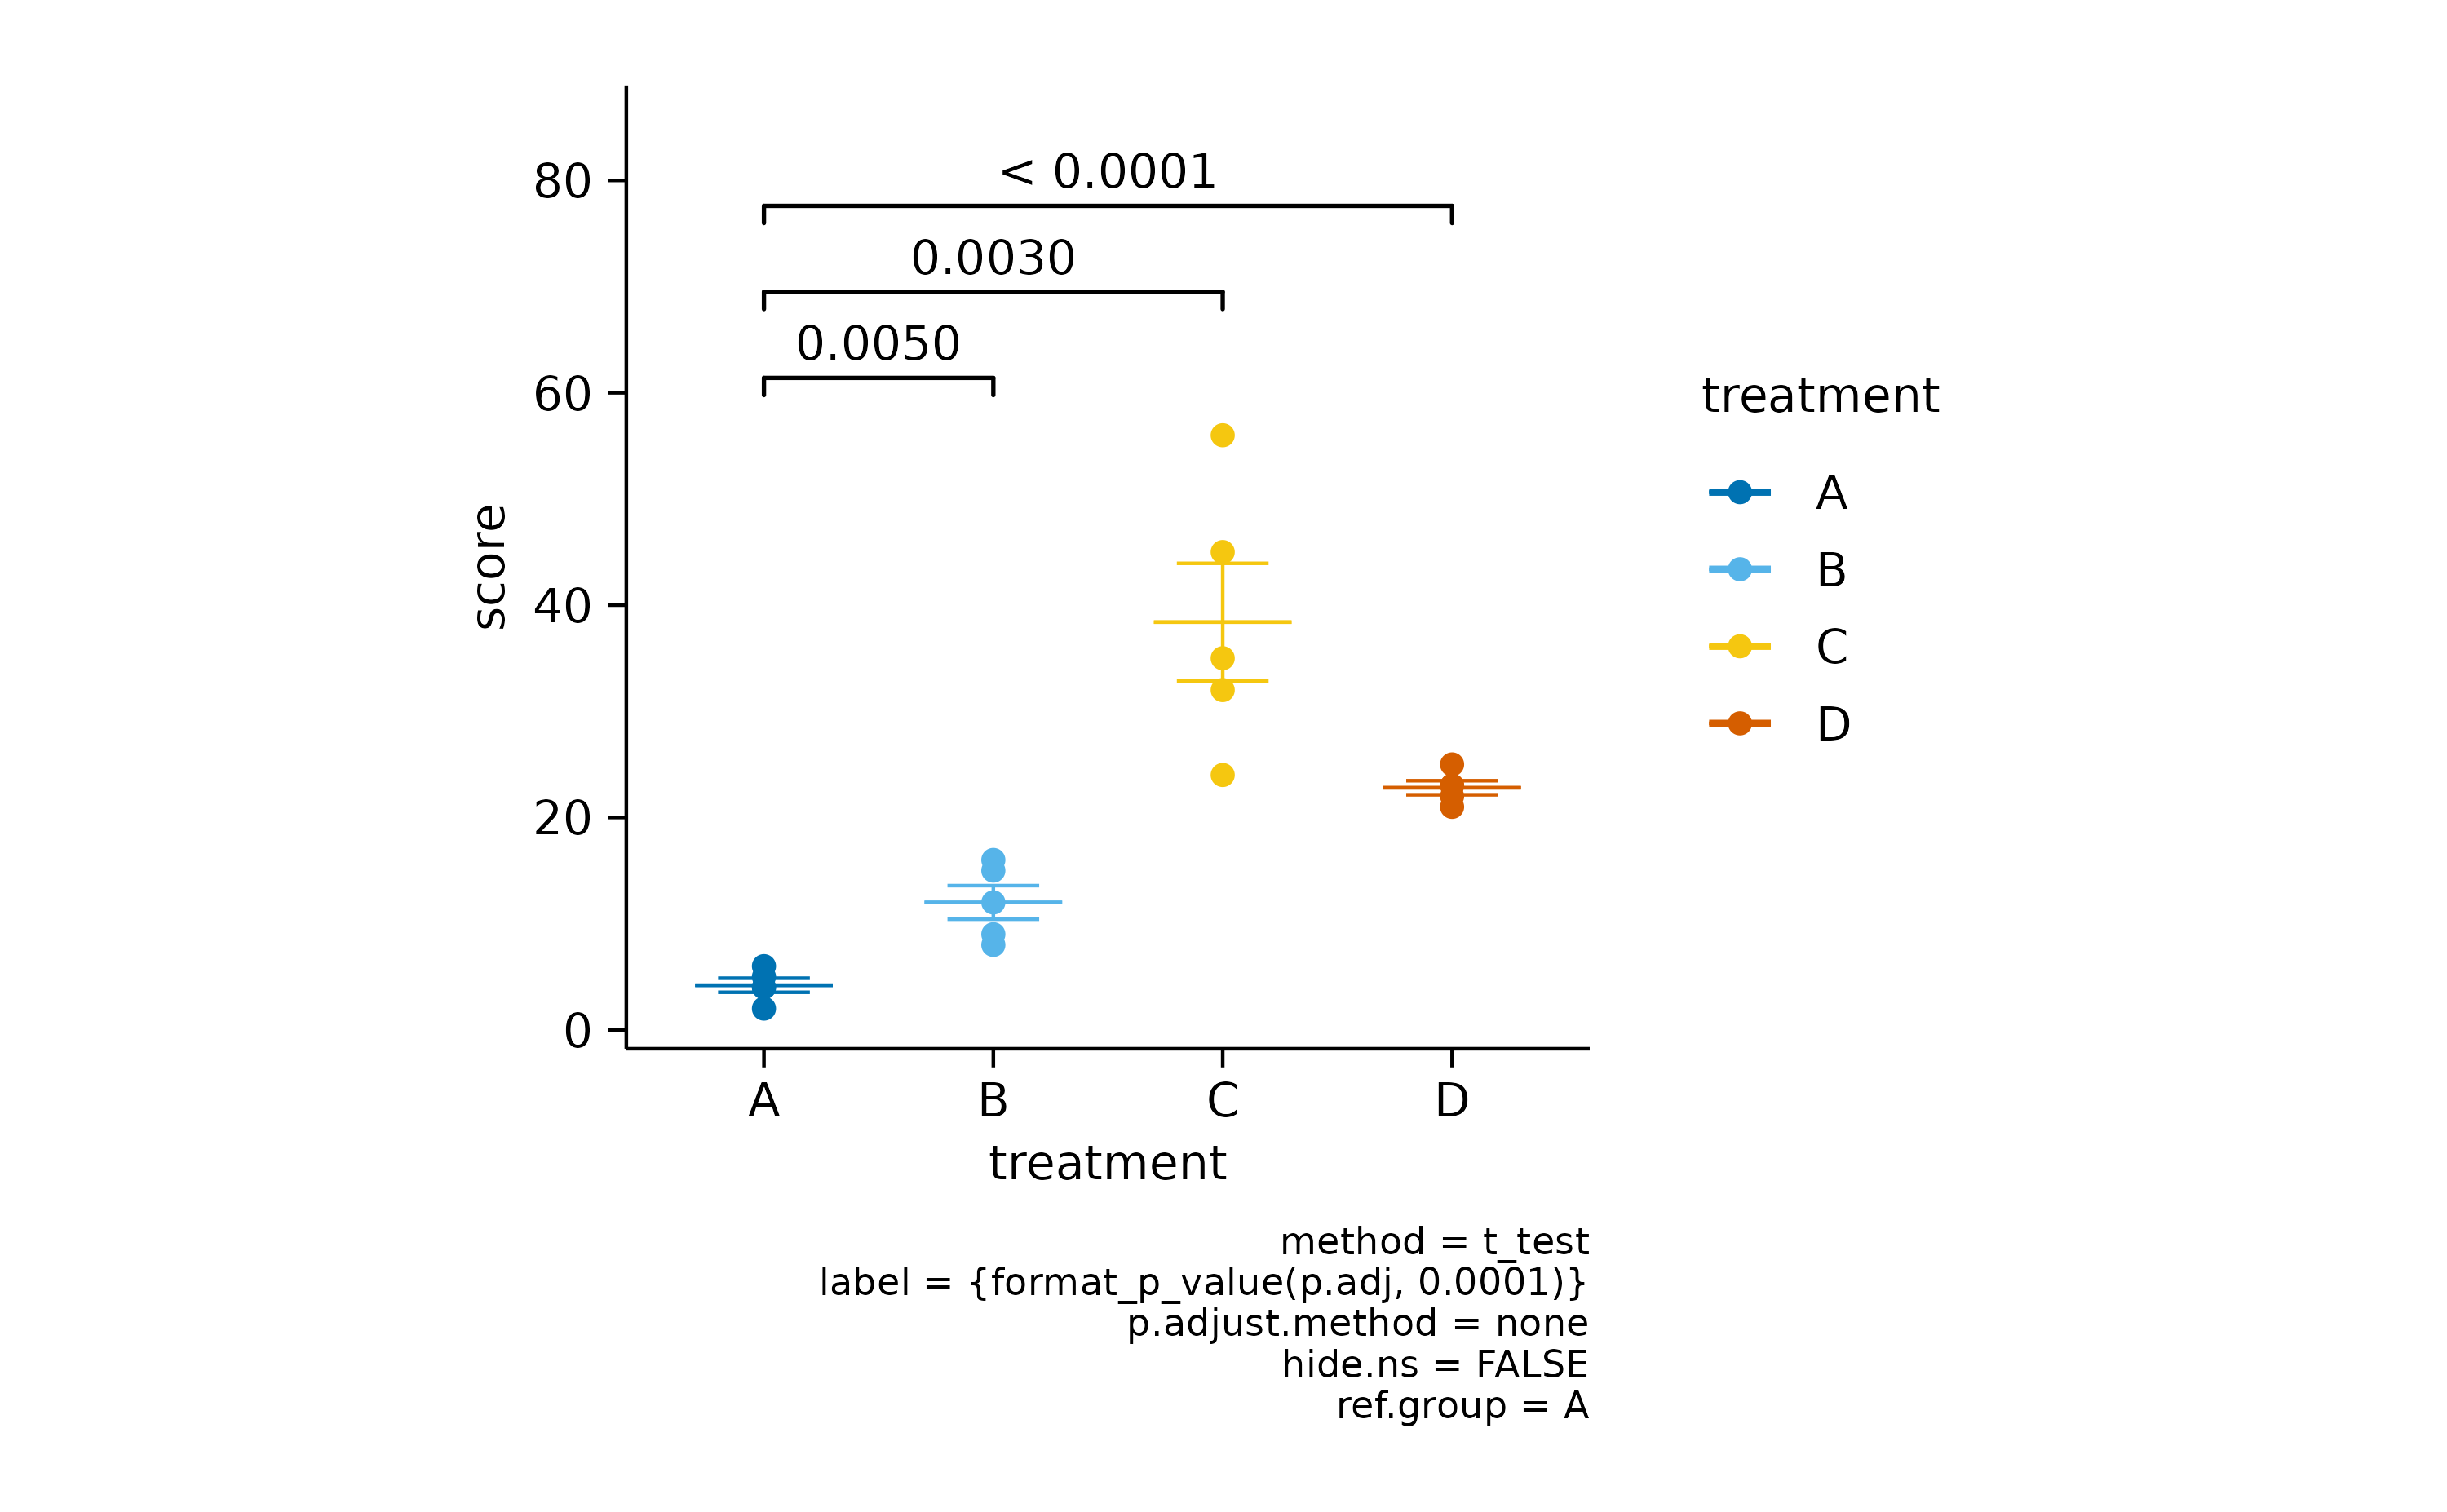 < 0.0001
0.0030
0.0050
80
60
40
20
0
score
A
B
C
D
treatment
treatment
A
B
C
D
method = t_test
label = {format_p_value(p.adj, 0.0001)}
p.adjust.method = none
hide.ns = FALSE
ref.group = A